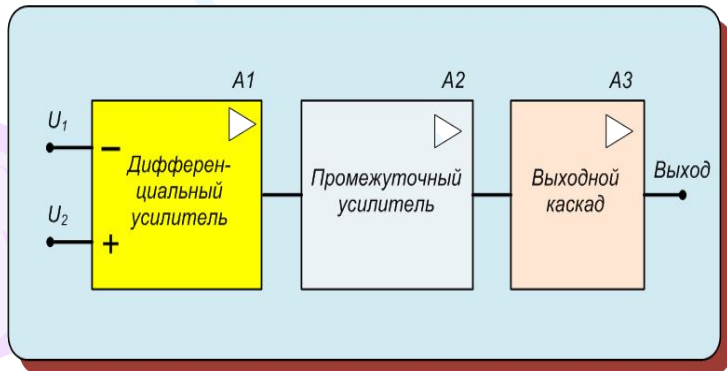 A1
A2
A3
U1
−
Дифферен-
циальный
усилитель
U2
+
Промежуточный
усилитель
Выходной
каскад
Выход